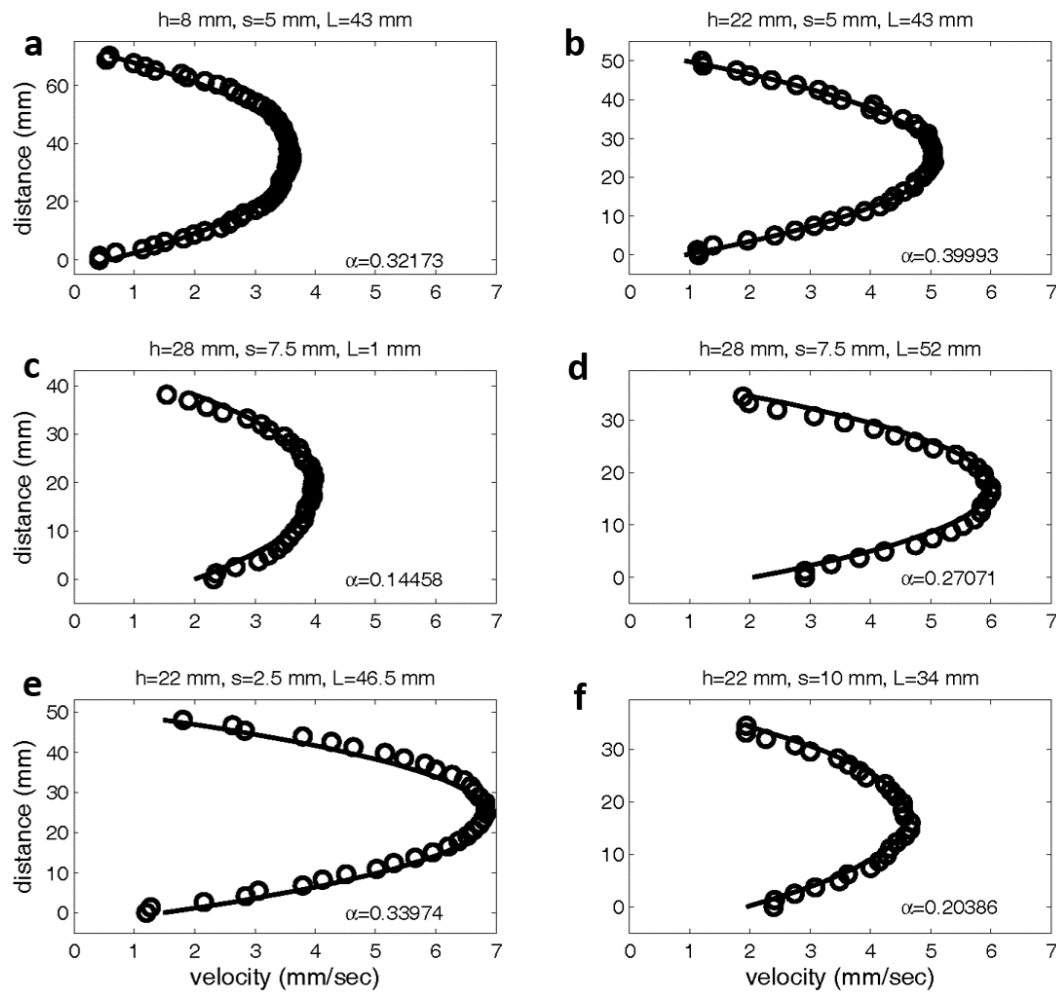 h=8 mm, s=5 mm, L=43 mm
a
distance (mm)
60
40
20
0
α=0.32173
0 1 2 3 4 5 6 7
h=22 mm, s=5 mm, L=43 mm
b
50
40
30
20
10
0
α=0.39993
0 1 2 3 4 5 6 7
h=28 mm, s=7.5 mm, L=1 mm
c
distance (mm)
40
30
20
10
0
α=0.14458
0 1 2 3 4 5 6 7
h=28 mm, s=7.5 mm, L=52 mm
d
30
20
10
0
α=0.27071
0 1 2 3 4 5 6 7
h=22 mm, s=2.5 mm, L=46.5 mm
e
distance (mm)
50
40
30
20
10
0
α=0.33974
0 1 2 3 4 5 6 7
velocity (mm/sec)
h=22 mm, s=10 mm, L=34 mm
f
30
20
10
0
α=0.20386
0 1 2 3 4 5 6 7
velocity (mm/sec)